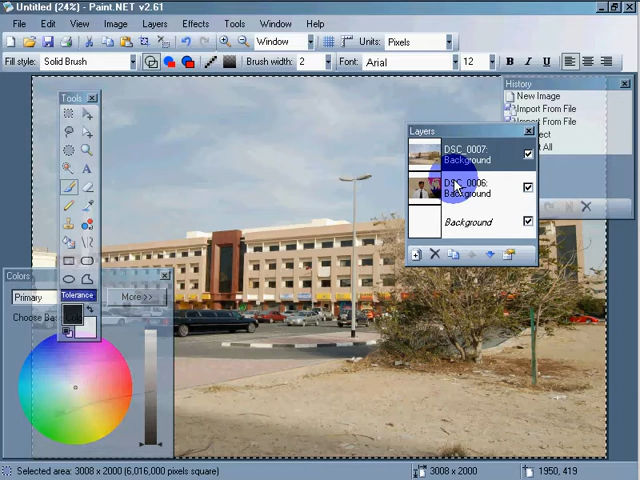 Untitled (24%) - Paint.NET v2.61
File Edit View Image Layers Effects Tools Window Help
Window Units: Pixels
Fill style: Solid Brush Brush width: 2 Font: Arial 12 B I U
Tools
History
New Image
Import From File
Import From File
Layers
DSC_0007:
Background
DSC_0006:
Background
Background
Colors
Primary
More >>
Tolerance
Selected area: 3008 x 2000 (6,016,000 pixels square) 3008 x 2000 1950, 419